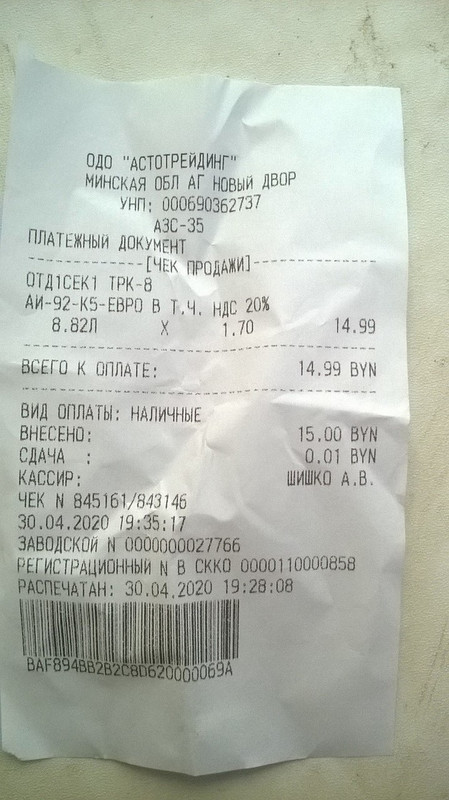 ОДО "АСТОТРЕЙДИНГ"
МИНСКАЯ ОБЛ АГ НОВЫЙ ДВОР
УНП: 000690362737
АЗС-35
ПЛАТЕЖНЫЙ ДОКУМЕНТ
------------[ЧЕК ПРОДАЖИ]------------
ОТД1СЕК1 ТРК-8
АИ-92-К5-ЕВРО В Т.Ч. НДС 20%
8.82Л X 1.70 14.99
ВСЕГО К ОПЛАТЕ: 14.99 BYN
ВИД ОПЛАТЫ: НАЛИЧНЫЕ
ВНЕСЕНО: 15.00 BYN
СДАЧА : 0.01 BYN
КАССИР: ШИШКО А.В.
ЧЕК N 845161/843146
30.04.2020 19:35:17
ЗАВОДСКОЙ N 0000000027766
РЕГИСТРАЦИОННЫЙ N В СККО 0000110000858
РАСПЕЧАТАН: 30.04.2020 19:28:08
BAF894BB2B2C8D620000069A